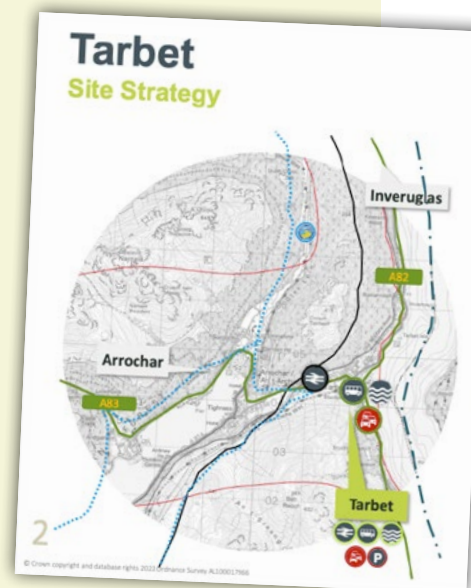 Tarbet
Site Strategy
Inveruglas
A82
Arrochar
A83
Tarbet
P
2
© Crown copyright and database rights 2022 Ordnance Survey AL100017966